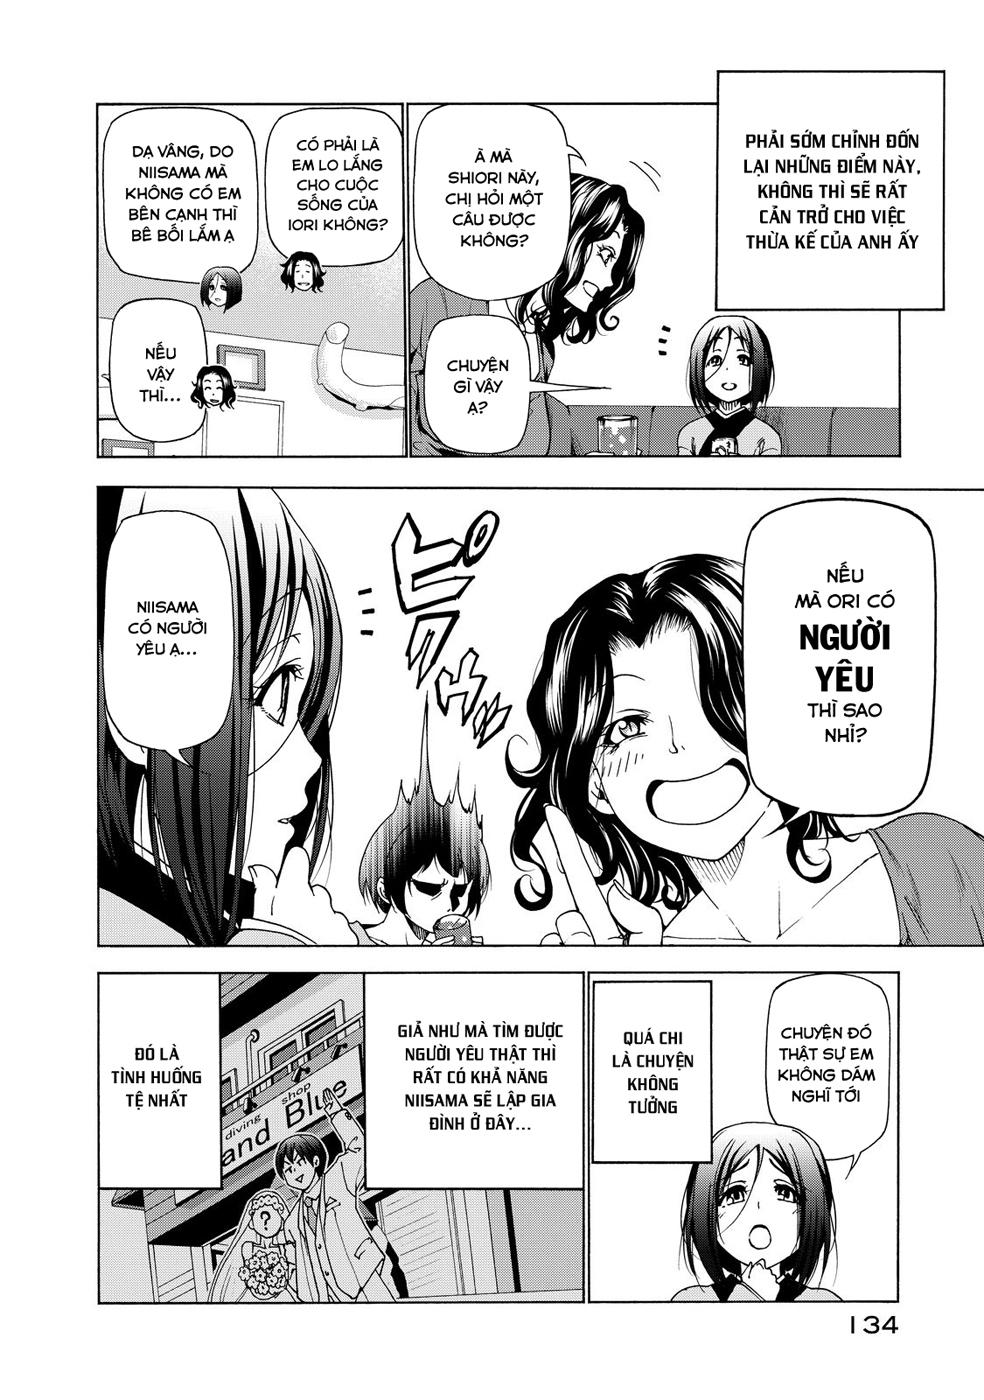 PHẢI SỚM CHỈNH ĐỐN
LẠI NHỮNG ĐIỂM NÀY,
KHÔNG THÌ SẼ RẤT
CẢN TRỞ CHO VIỆC
THỪA KẾ CỦA ANH ẤY
À MÀ
SHIORI NÀY,
CHỊ HỎI MỘT
CÂU ĐƯỢC
KHÔNG?
CHUYỆN
GÌ VẬY
Ạ?
CÓ PHẢI LÀ
EM LO LẮNG
CHO CUỘC
SỐNG CỦA
IORI KHÔNG?
DẠ VÂNG, DO
NIISAMA MÀ
KHÔNG CÓ EM
BÊN CẠNH THÌ
BÊ BỐI LẮM Ạ
NẾU
VẬY
THÌ...
NẾU
MÀ ORI CÓ
NGƯỜI
YÊU
THÌ SAO
NHỈ?
ピクッ
NIISAMA
CÓ NGƯỜI
YÊU Ạ...
CHUYỆN ĐÓ
THẬT SỰ EM
KHÔNG DÁM
NGHĨ TỚI
QUÁ CHI
LÀ CHUYỆN
KHÔNG
TƯỞNG
GIẢ NHƯ MÀ TÌM ĐƯỢC
NGƯỜI YÊU THẬT THÌ
RẤT CÓ KHẢ NĂNG
NIISAMA SẼ LẬP GIA
ĐÌNH Ở ĐÂY...
ĐÓ LÀ
TÌNH HUỐNG
TỆ NHẤT
diving shop
and Blue
?
134